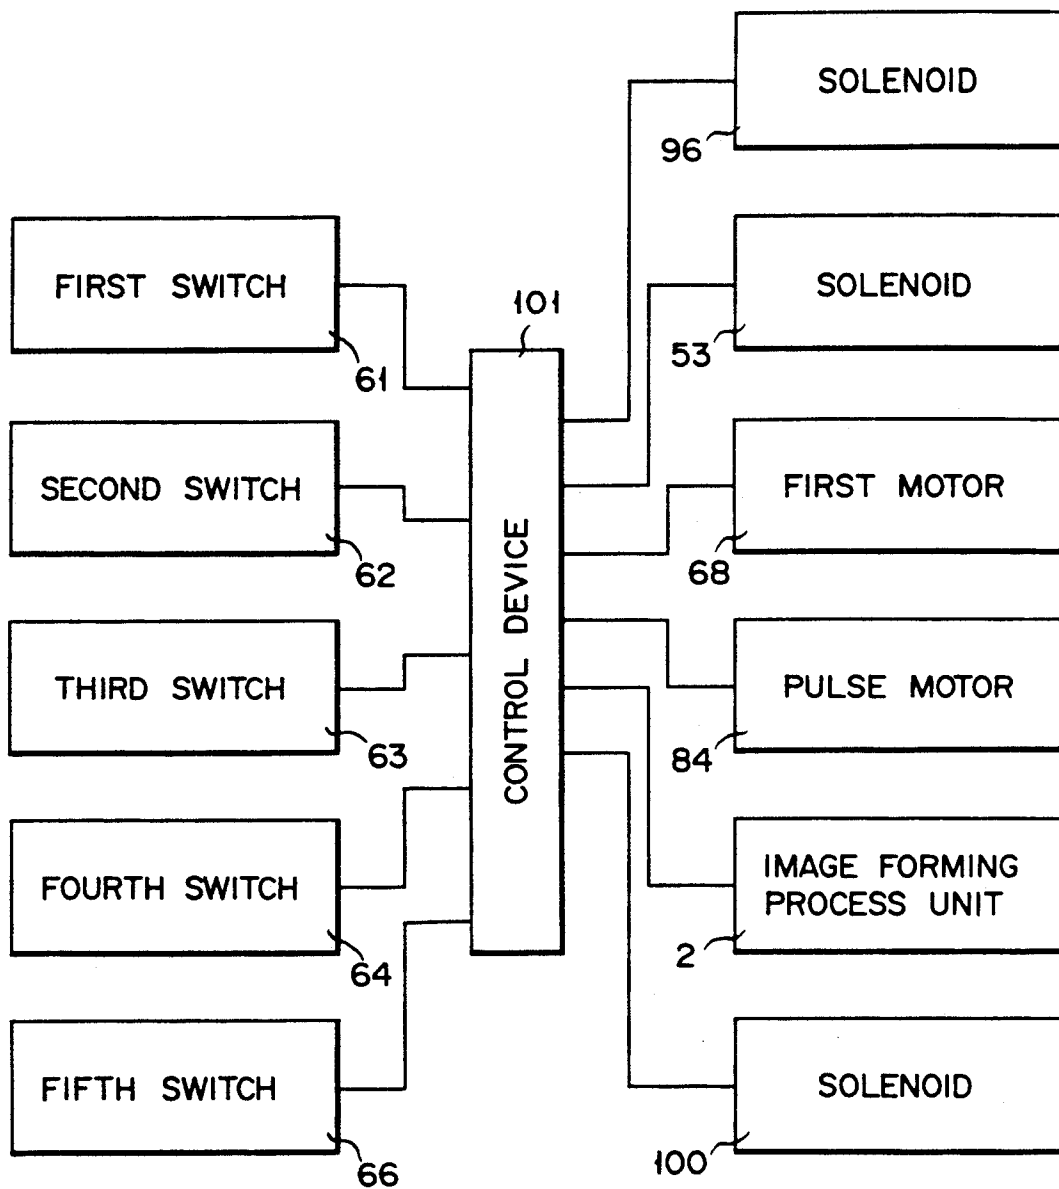 FIRST SWITCH
61
SECOND SWITCH
62
THIRD SWITCH
63
FOURTH SWITCH
64
FIFTH SWITCH
66
101
CONTROL DEVICE
SOLENOID
96
SOLENOID
53
FIRST MOTOR
68
PULSE MOTOR
84
IMAGE FORMING
PROCESS UNIT
2
SOLENOID
100